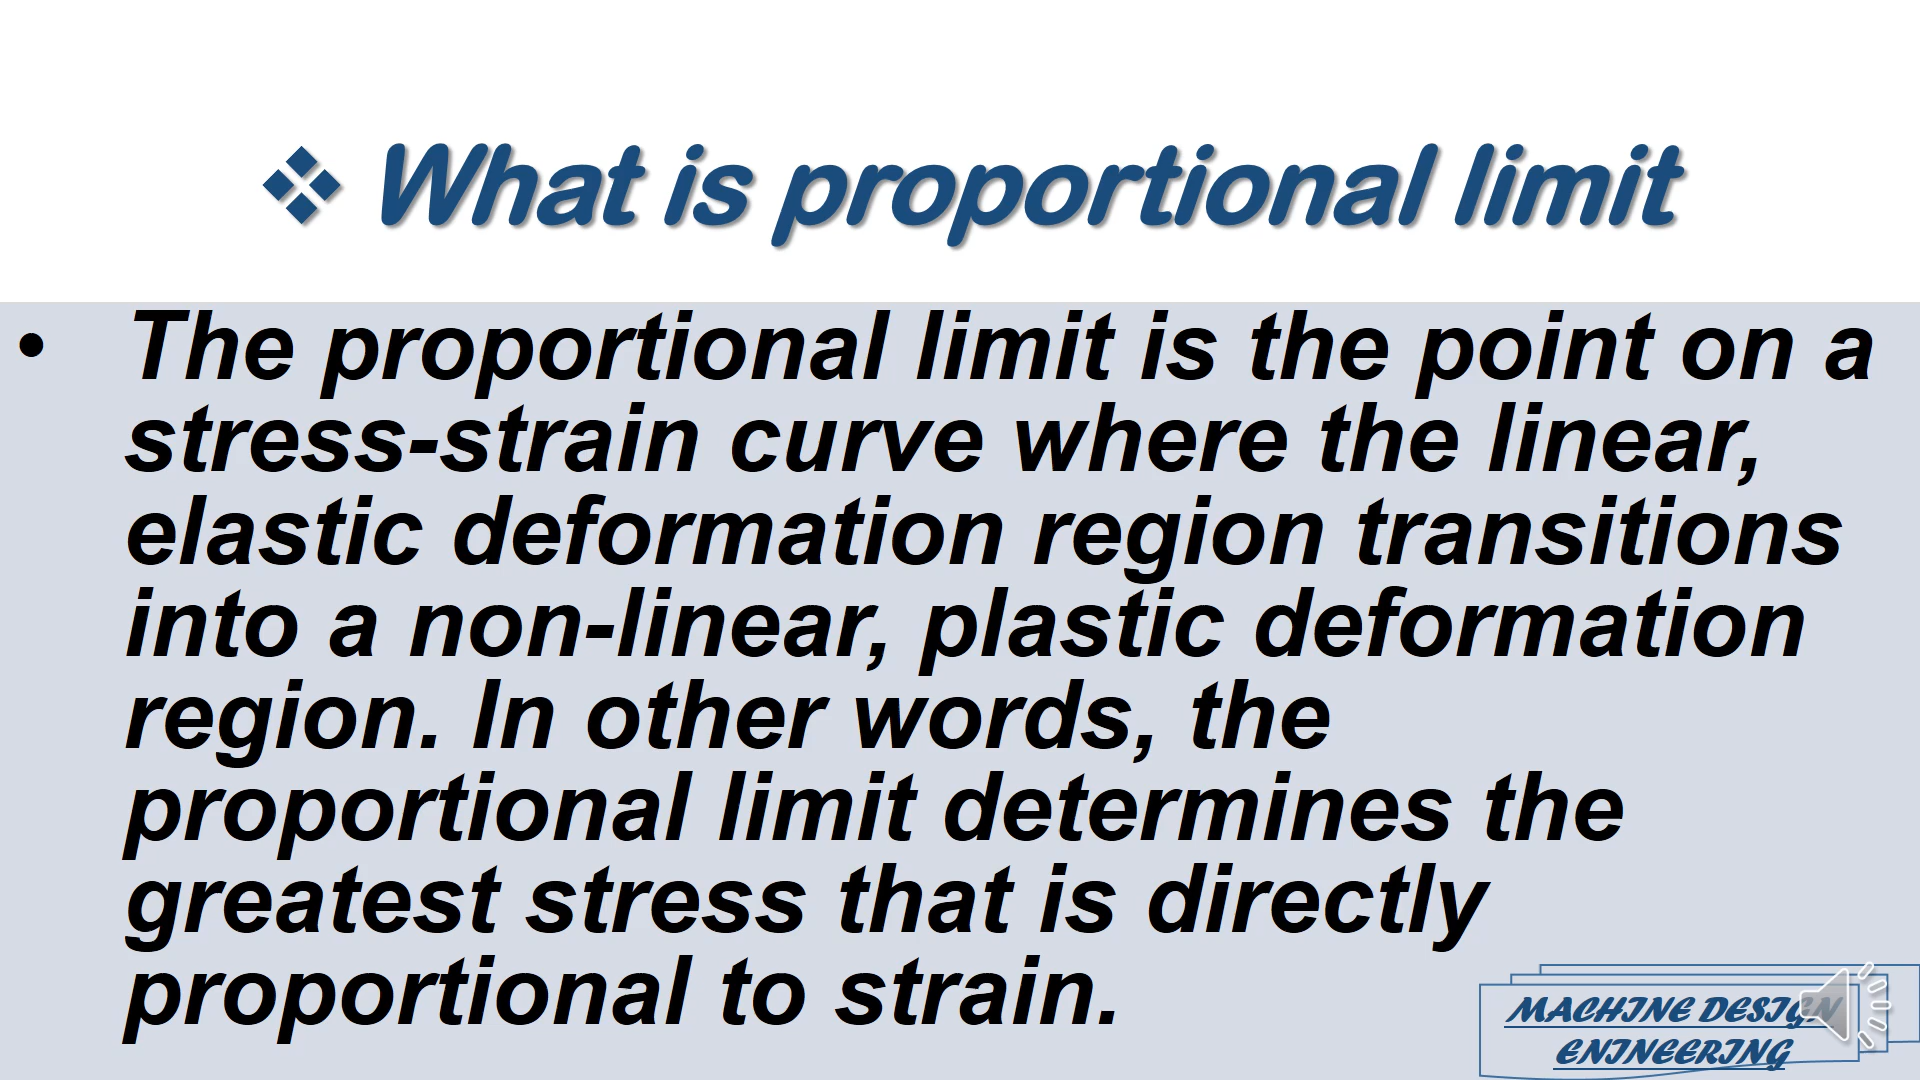 ❖ What is proportional limit
• The proportional limit is the point on a
stress-strain curve where the linear,
elastic deformation region transitions
into a non-linear, plastic deformation
region. In other words, the
proportional limit determines the
greatest stress that is directly
proportional to strain.
MACHINE DESIGN
ENINEERING